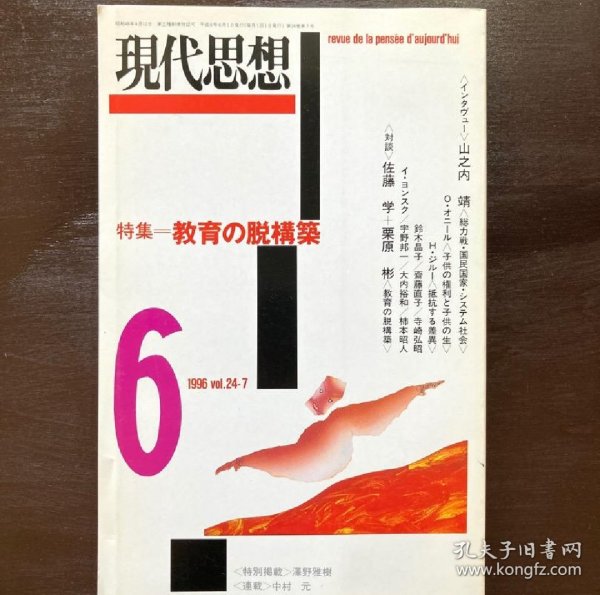 現代思想
revue de la pensée d'aujourd'hui
〈インタヴュー〉山之内 靖〈総力戦・国民国家・システム社会〉
O・オニール〈子供の権利と子供の生〉
H・ジルー〈抵抗する差異〉
鈴木晶子/齋藤直子/寺崎弘昭
イ・ヨンスク/宇野邦一/大内裕和/柿本昭人
〈対談〉佐藤 学+栗原 彬〈教育の脱構築〉
特集=教育の脱構築
6
1996 vol.24-7
<特別掲載>澤野雅樹
<連載>中村 元
孔夫子旧书网
www.kongfz.com